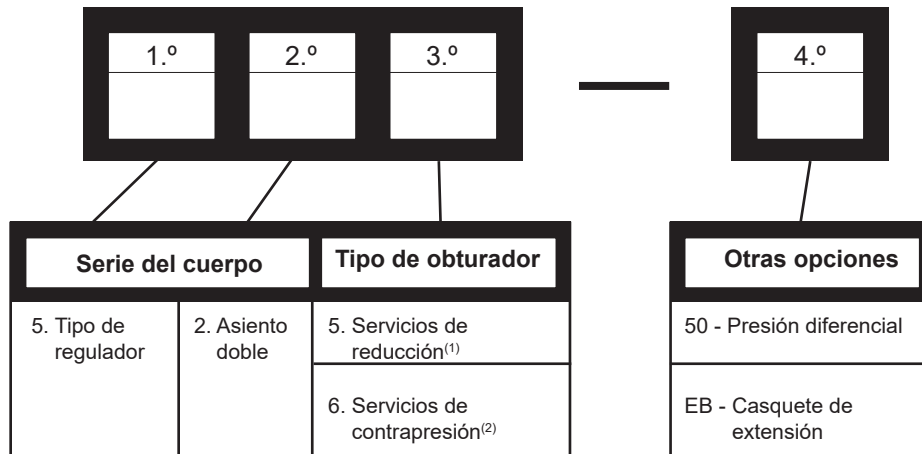 1.º 2.º 3.º 4.º
Serie del cuerpo Tipo de obturador Otras opciones
5. Tipo de
regulador
2. Asiento
doble
5. Servicios de
reducción(1)
6. Servicios de
contrapresión(2)
50 - Presión diferencial
EB - Casquete de
extensión